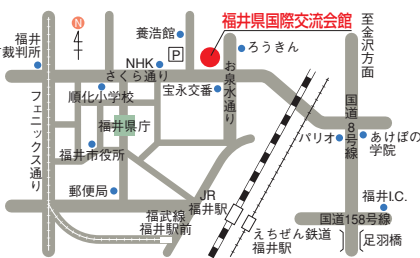 福井県国際交流会館
至金沢方面
N
養浩館
P
ろうきん
福井
裁判所
NHK
さくら通り
お泉水通り
順化小学校
宝永交番
国道8号線
フェニックス通り
福井県庁
パリオ
あけぼの
学院
福井市役所
郵便局
JR
福井駅
福井I.C.
福武線
福井駅前
国道158号線
えちぜん鉄道
福井駅
足羽橋